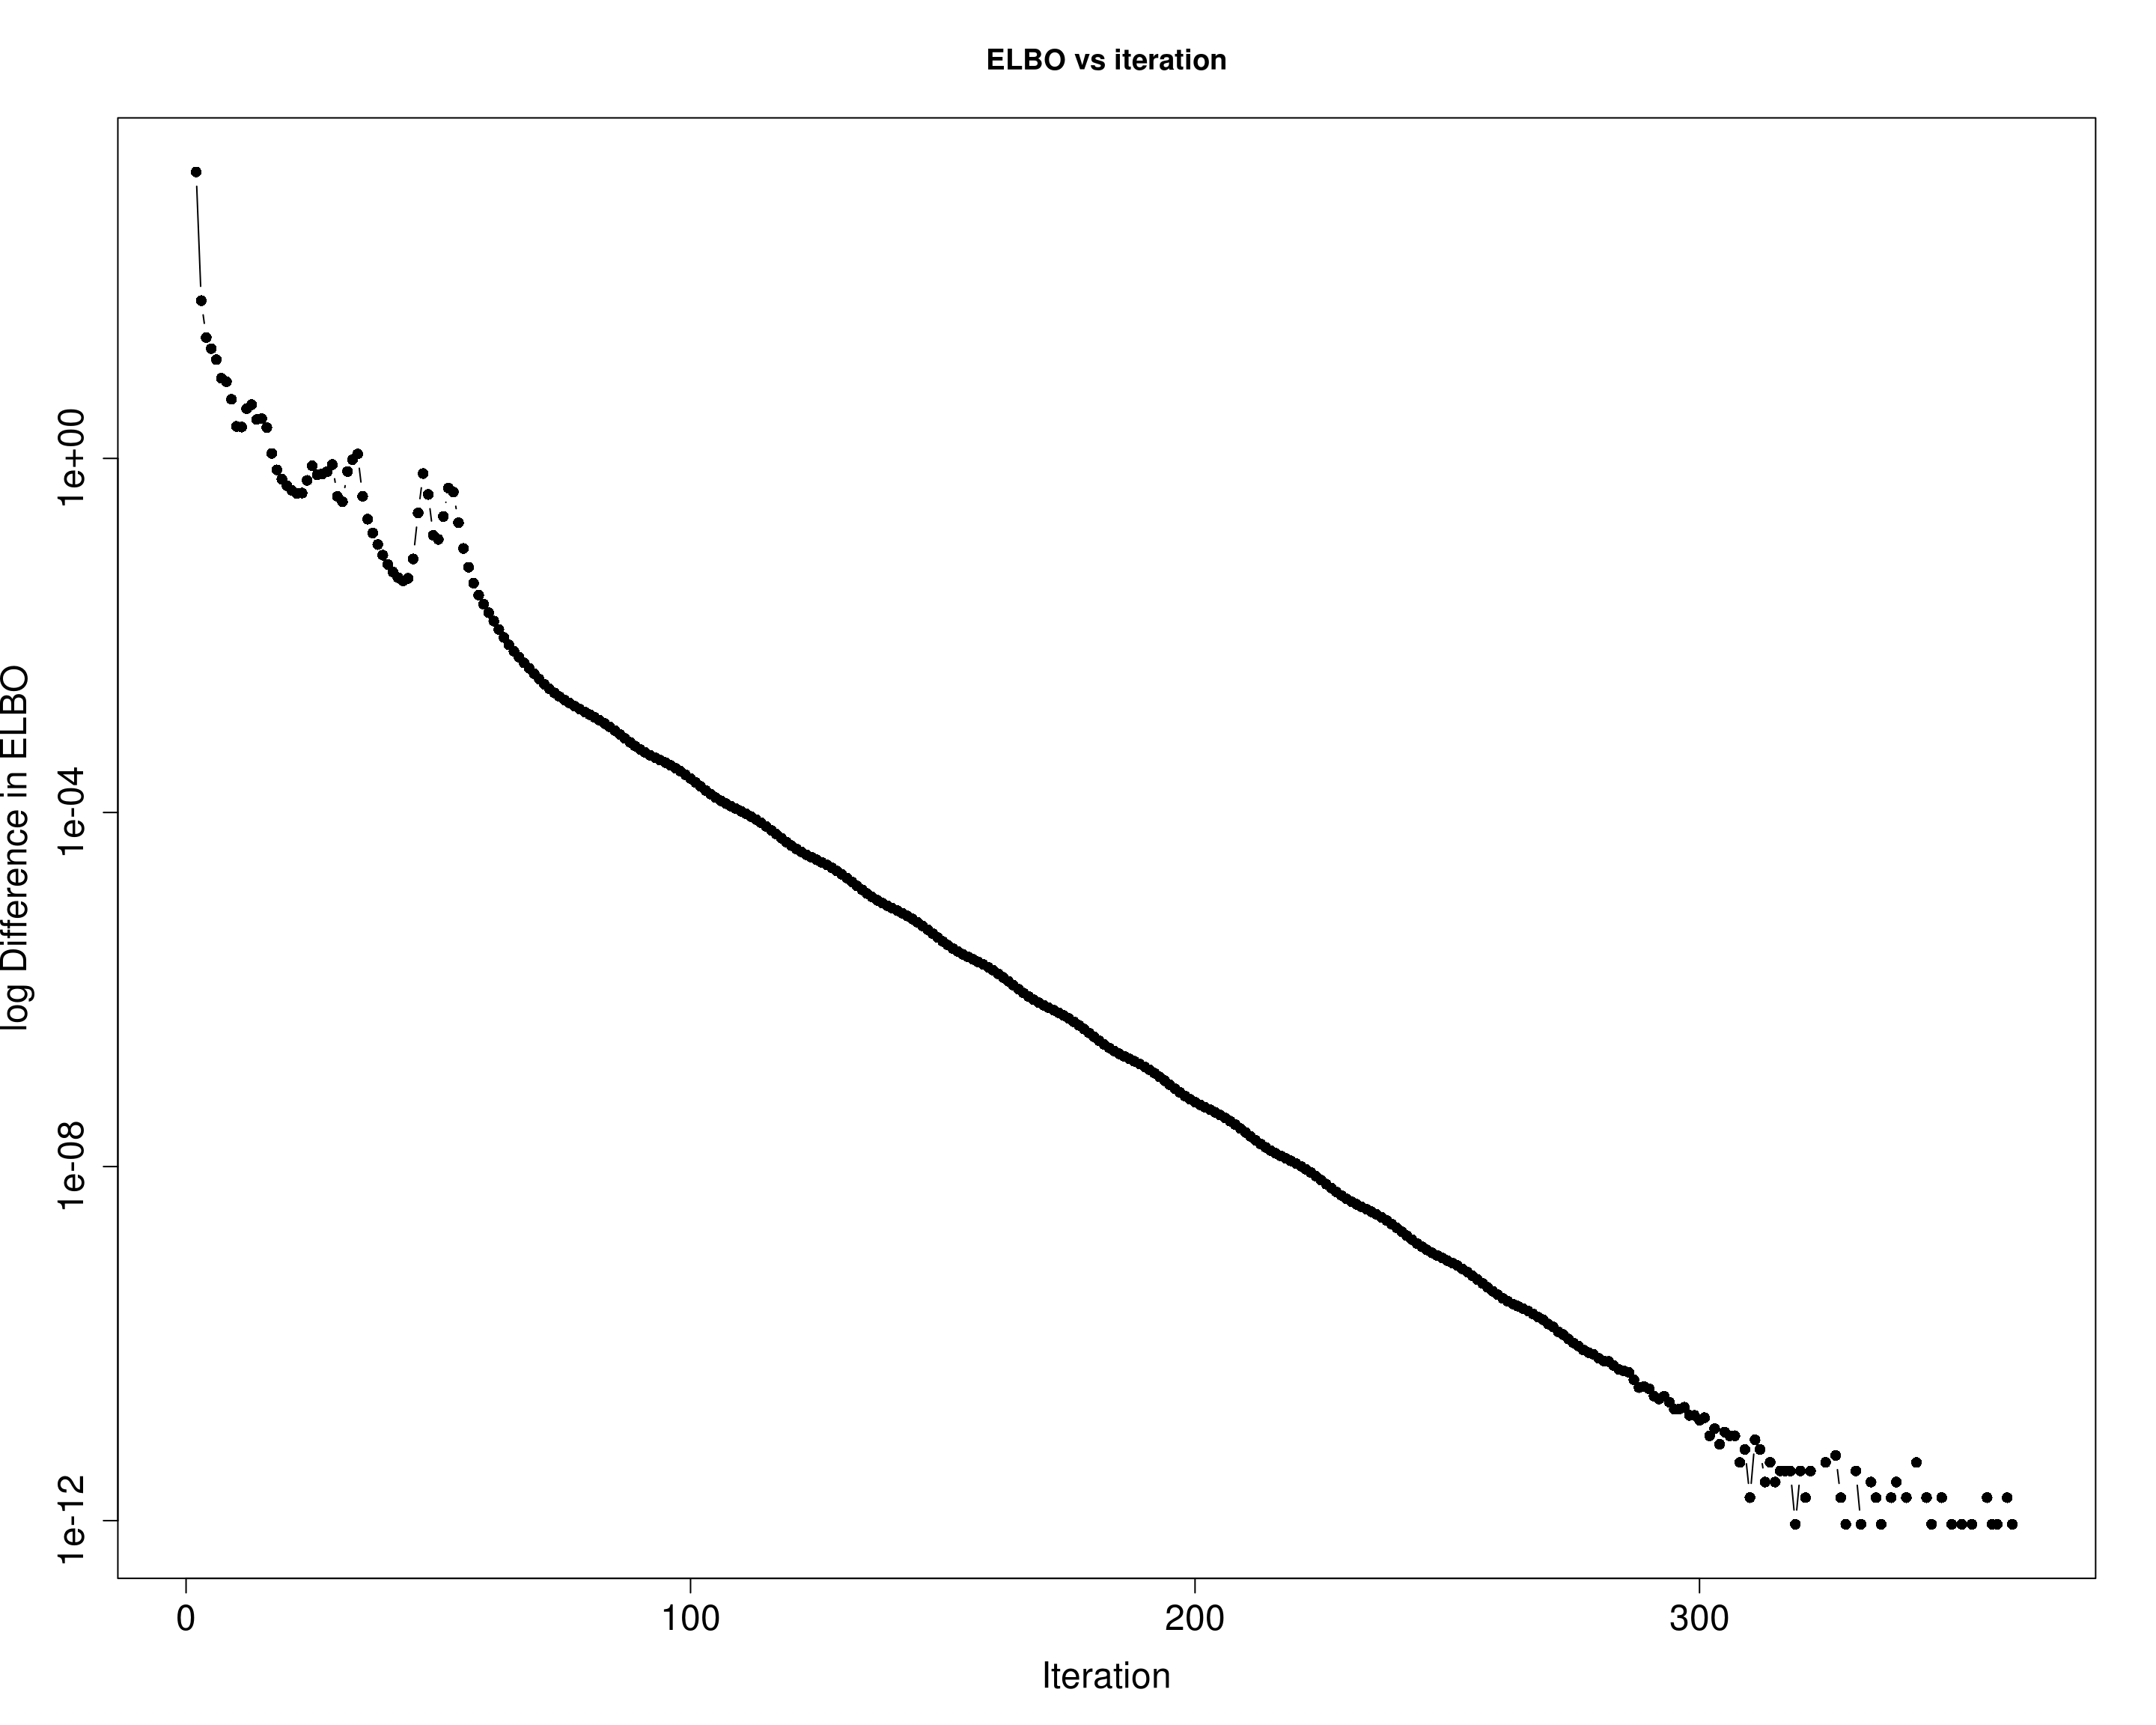 ELBO vs iteration
log Difference in ELBO
1e+00
1e-04
1e-08
1e-12
0 100 200 300
Iteration